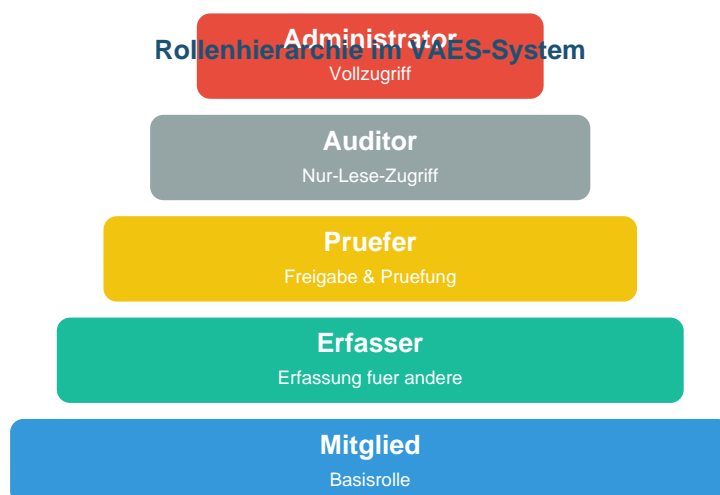 Administrator
Rollenhierarchie im VAES-System
Vollzugriff
Auditor
Nur-Lese-Zugriff
Pruefer
Freigabe & Pruefung
Erfasser
Erfassung fuer andere
Mitglied
Basisrolle